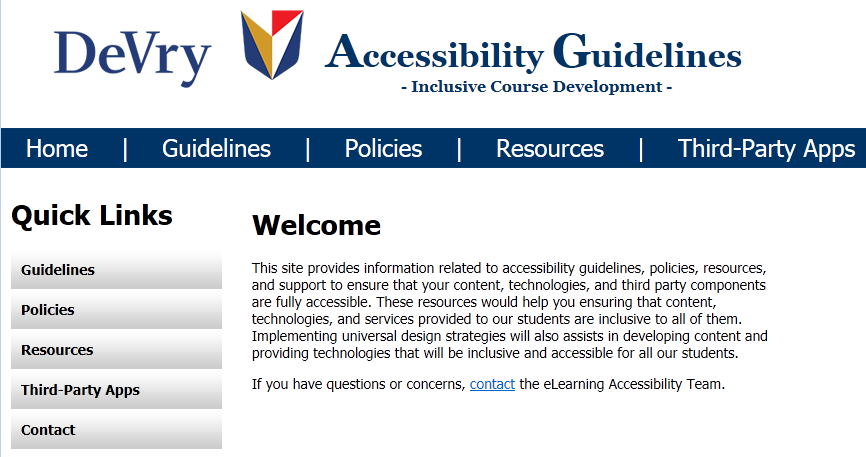 DeVry
Accessibility Guidelines
- Inclusive Course Development -
Home | Guidelines | Policies | Resources | Third-Party Apps
Quick Links
Guidelines
Policies
Resources
Third-Party Apps
Contact
Welcome
This site provides information related to accessibility guidelines, policies, resources,
and support to ensure that your content, technologies, and third party components
are fully accessible. These resources would help you ensuring that content,
technologies, and services provided to our students are inclusive to all of them.
Implementing universal design strategies will also assists in developing content and
providing technologies that will be inclusive and accessible for all our students.
If you have questions or concerns, contact the eLearning Accessibility Team.